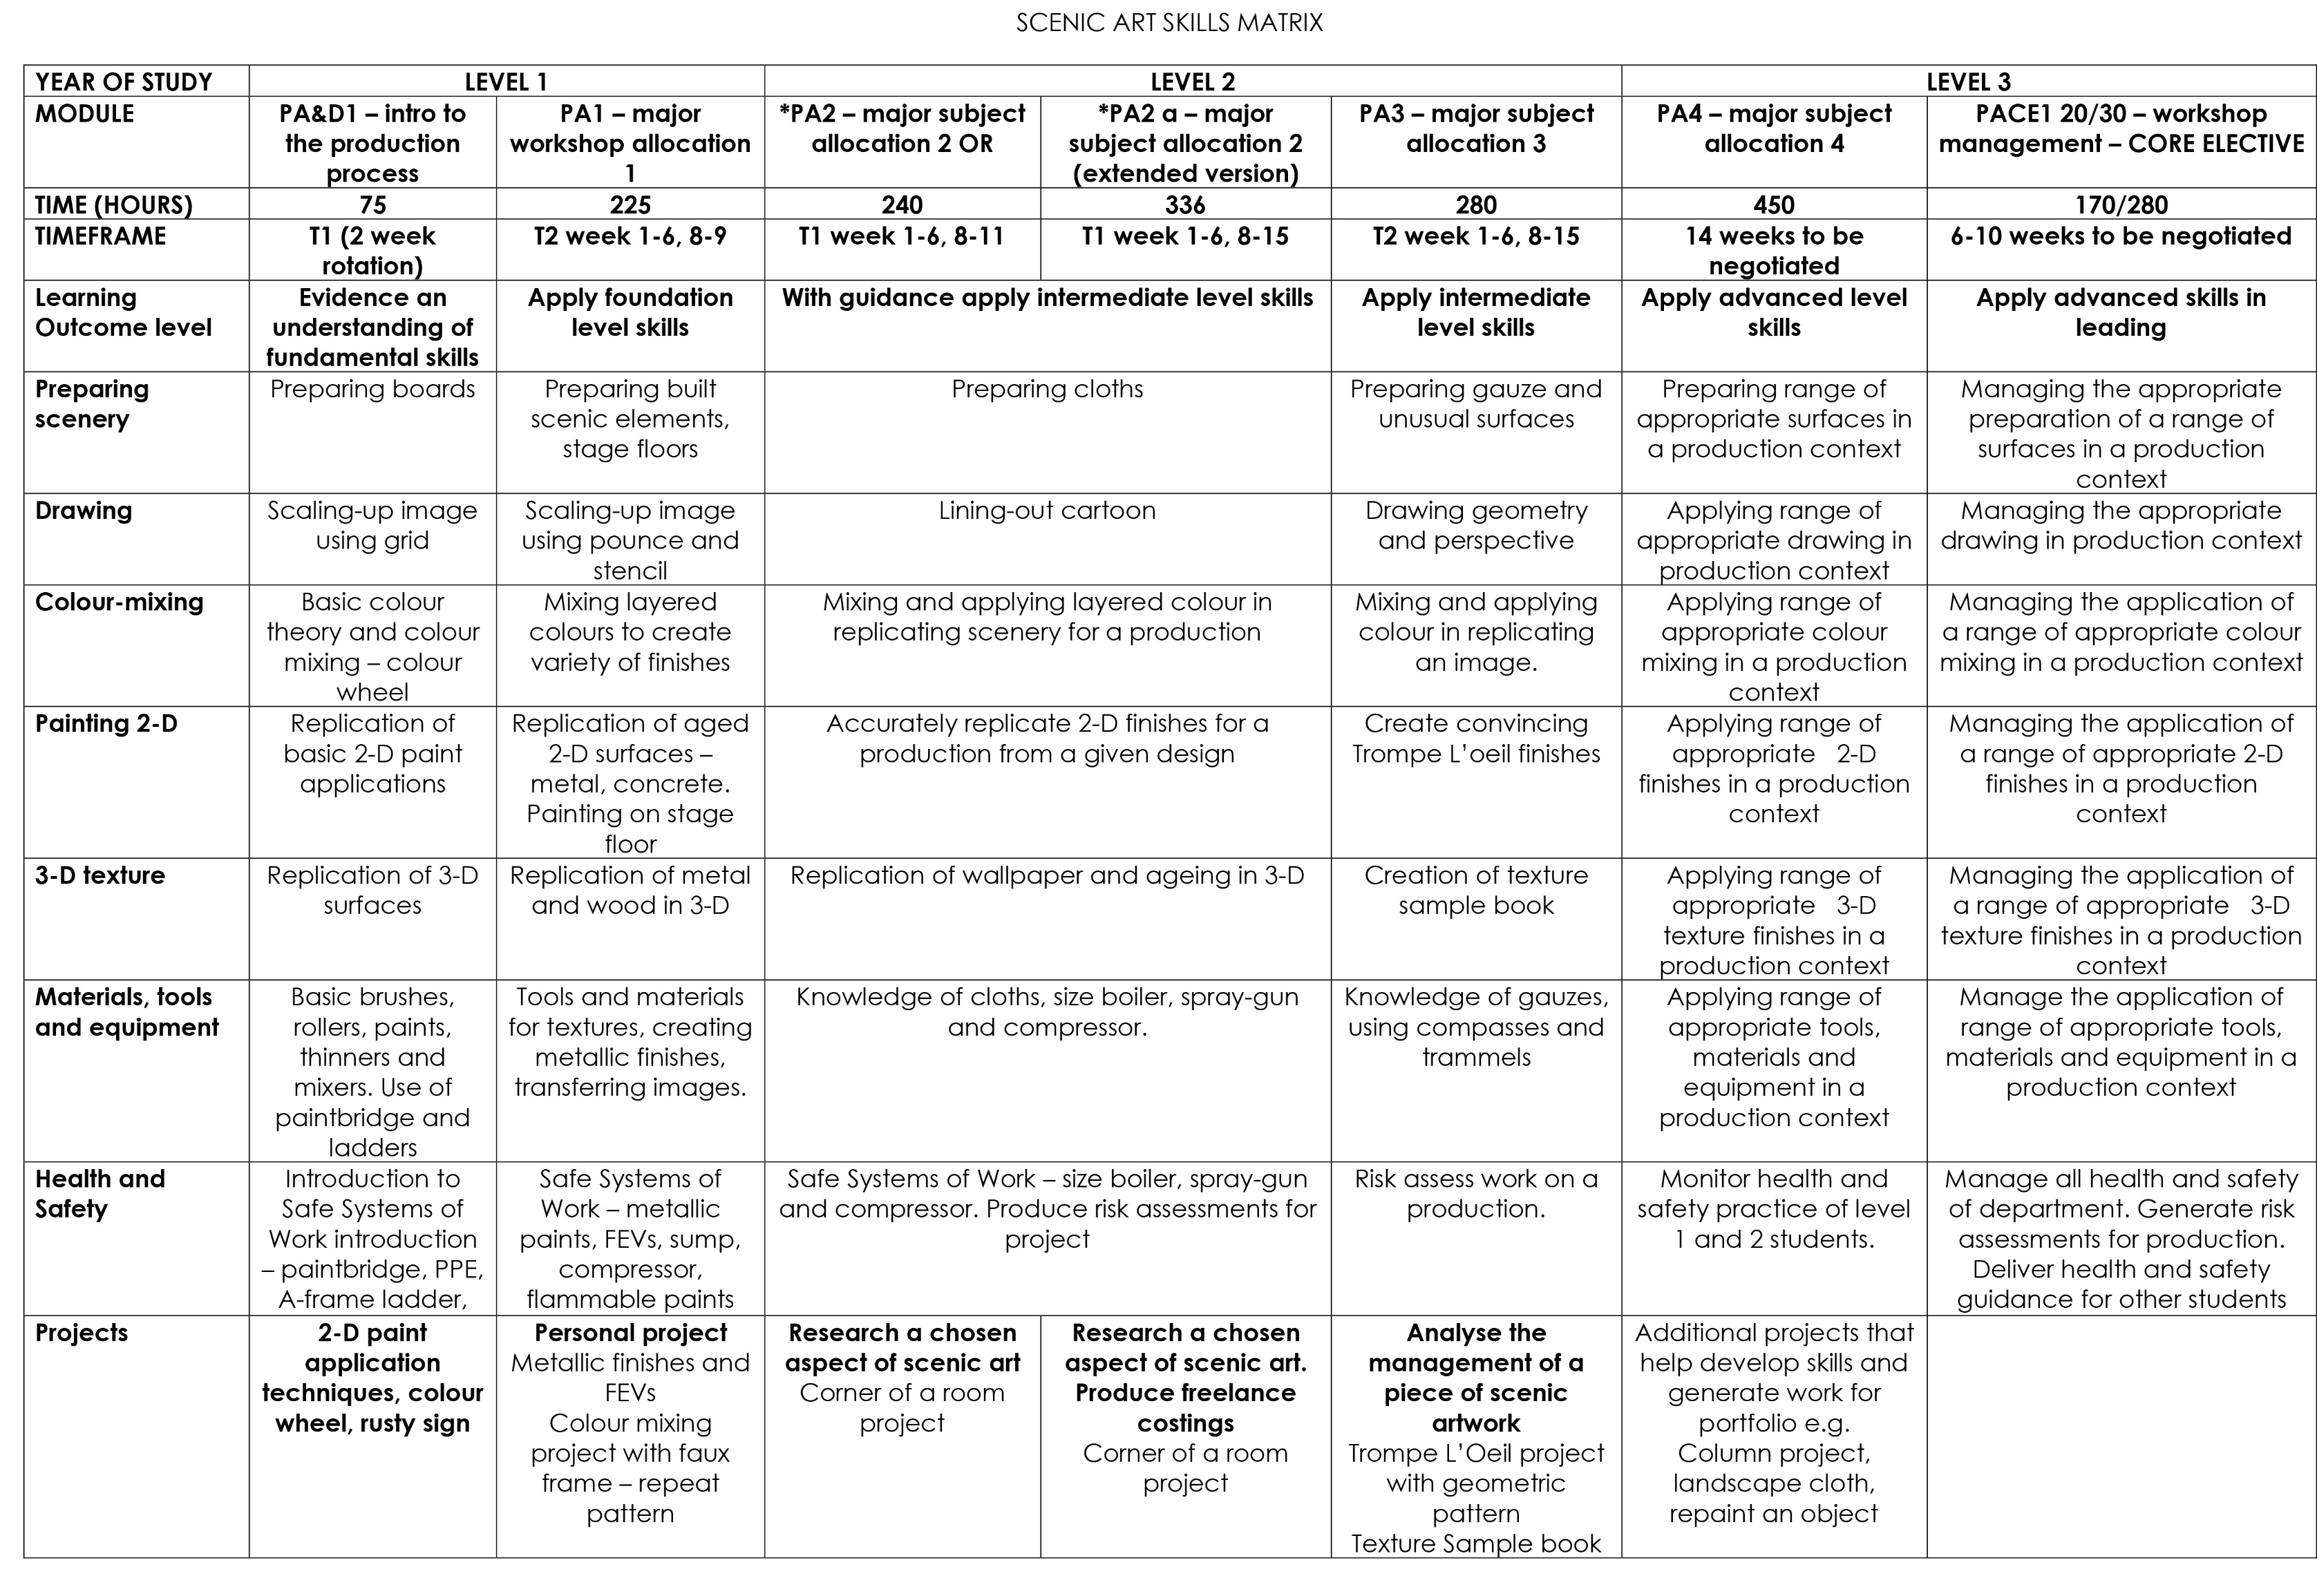 SCENIC ART SKILLS MATRIX
YEAR OF STUDY
LEVEL 1
LEVEL 2
LEVEL 3
MODULE
PA&D1 – intro to
the production
process
PA1 – major
workshop allocation
1
*PA2 – major subject
allocation 2 OR
*PA2 a – major
subject allocation 2
(extended version)
PA3 – major subject
allocation 3
PA4 – major subject
allocation 4
PACE1 20/30 – workshop
management – CORE ELECTIVE
TIME (HOURS)
75
225
240
336
280
450
170/280
TIMEFRAME
T1 (2 week
rotation)
T2 week 1-6, 8-9
T1 week 1-6, 8-11
T1 week 1-6, 8-15
T2 week 1-6, 8-15
14 weeks to be
negotiated
6-10 weeks to be negotiated
Learning
Outcome level
Evidence an
understanding of
fundamental skills
Apply foundation
level skills
With guidance apply intermediate level skills
Apply intermediate
level skills
Apply advanced level
skills
Apply advanced skills in
leading
Preparing
scenery
Preparing boards
Preparing built
scenic elements,
stage floors
Preparing cloths
Preparing gauze and
unusual surfaces
Preparing range of
appropriate surfaces in
a production context
Managing the appropriate
preparation of a range of
surfaces in a production
context
Drawing
Scaling-up image
using grid
Scaling-up image
using pounce and
stencil
Lining-out cartoon
Drawing geometry
and perspective
Applying range of
appropriate drawing in
production context
Managing the appropriate
drawing in production context
Colour-mixing
Basic colour
theory and colour
mixing – colour
wheel
Mixing layered
colours to create
variety of finishes
Mixing and applying layered colour in
replicating scenery for a production
Mixing and applying
colour in replicating
an image.
Applying range of
appropriate colour
mixing in a production
context
Managing the application of
a range of appropriate colour
mixing in a production context
Painting 2-D
Replication of
basic 2-D paint
applications
Replication of aged
2-D surfaces –
metal, concrete.
Painting on stage
floor
Accurately replicate 2-D finishes for a
production from a given design
Create convincing
Trompe L’oeil finishes
Applying range of
appropriate 2-D
finishes in a production
context
Managing the application of
a range of appropriate 2-D
finishes in a production
context
3-D texture
Replication of 3-D
surfaces
Replication of metal
and wood in 3-D
Replication of wallpaper and ageing in 3-D
Creation of texture
sample book
Applying range of
appropriate 3-D
texture finishes in a
production context
Managing the application of
a range of appropriate 3-D
texture finishes in a production
context
Materials, tools
and equipment
Basic brushes,
rollers, paints,
thinners and
mixers. Use of
paintbridge and
ladders
Tools and materials
for textures, creating
metallic finishes,
transferring images.
Knowledge of cloths, size boiler, spray-gun
and compressor.
Knowledge of gauzes,
using compasses and
trammels
Applying range of
appropriate tools,
materials and
equipment in a
production context
Manage the application of
range of appropriate tools,
materials and equipment in a
production context
Health and
Safety
Introduction to
Safe Systems of
Work introduction
– paintbridge, PPE,
A-frame ladder,
Safe Systems of
Work – metallic
paints, FEVs, sump,
compressor,
flammable paints
Safe Systems of Work – size boiler, spray-gun
and compressor. Produce risk assessments for
project
Risk assess work on a
production.
Monitor health and
safety practice of level
1 and 2 students.
Manage all health and safety
of department. Generate risk
assessments for production.
Deliver health and safety
guidance for other students
Projects
2-D paint
application
techniques, colour
wheel, rusty sign
Personal project
Metallic finishes and
FEVs
Colour mixing
project with faux
frame – repeat
pattern
Research a chosen
aspect of scenic art
Corner of a room
project
Research a chosen
aspect of scenic art.
Produce freelance
costings
Corner of a room
project
Analyse the
management of a
piece of scenic
artwork
Trompe L’Oeil project
with geometric
pattern
Texture Sample book
Additional projects that
help develop skills and
generate work for
portfolio e.g.
Column project,
landscape cloth,
repaint an object